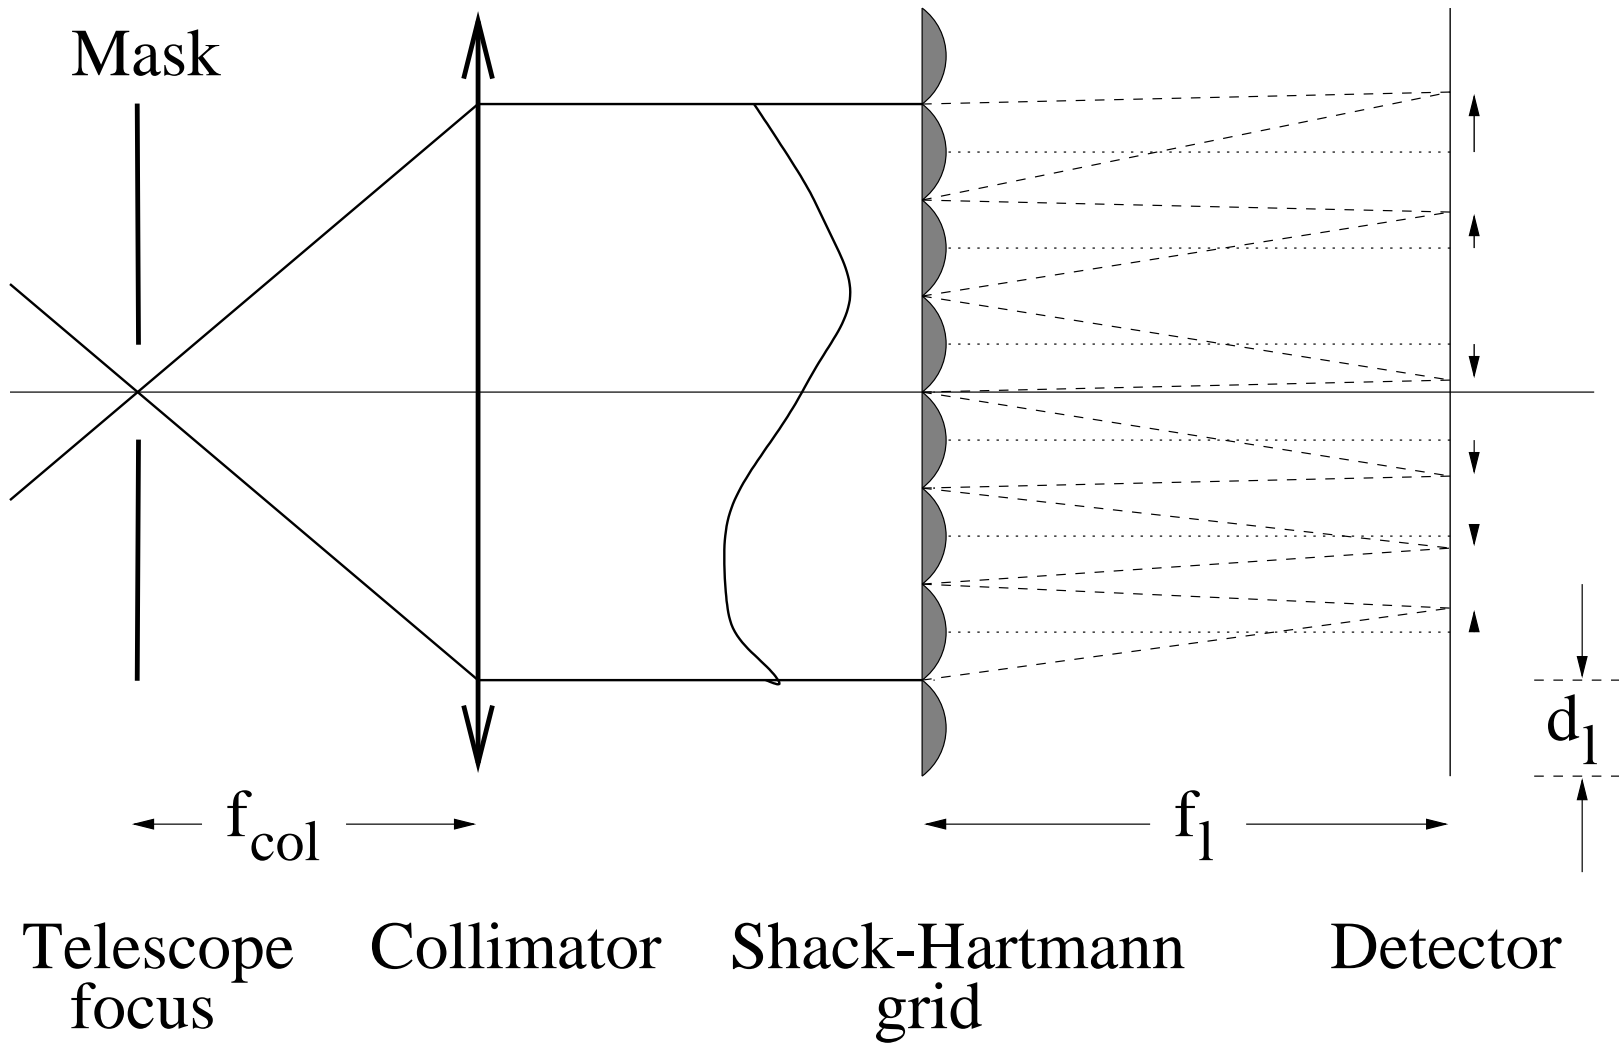 Mask
d_l
f_col
f_l
Telescope focus
Collimator
Shack-Hartmann grid
Detector